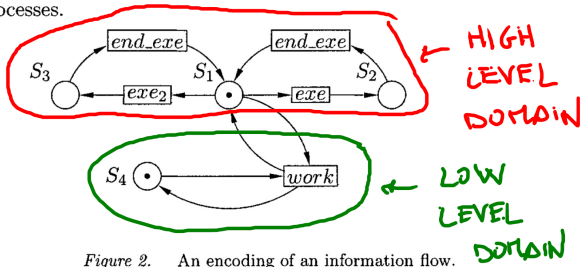 ocesses.
end_exe end_exe
HIGH
S3 S1 S2
LEVEL
exe2 exe
DOMAIN
S4 work
LOW
LEVEL
DOMAIN
Figure 2. An encoding of an information flow.